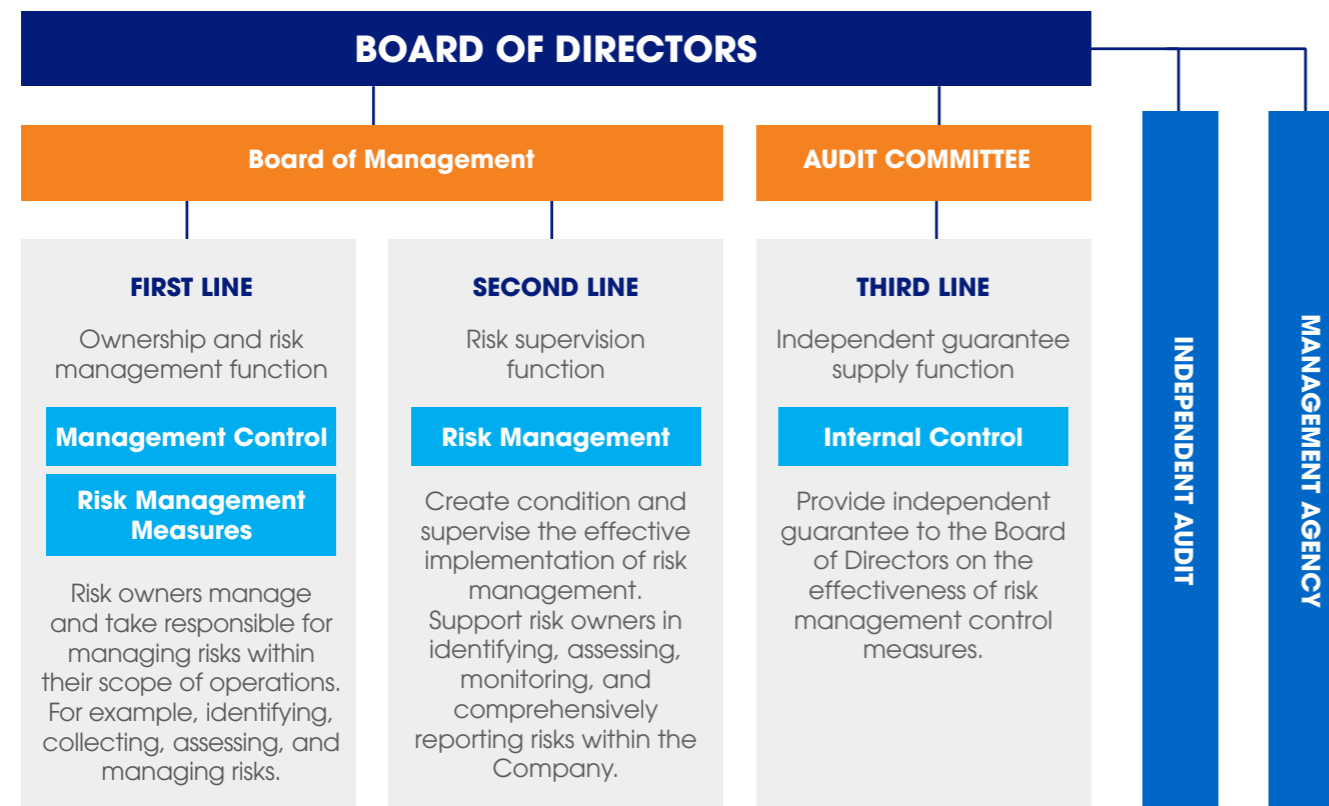 BOARD OF DIRECTORS
Board of Management
AUDIT COMMITTEE
FIRST LINE
Ownership and risk
management function
Management Control
Risk Management
Measures
Risk owners manage
and take responsible for
managing risks within
their scope of operations.
For example, identifying,
collecting, assessing, and
managing risks.
SECOND LINE
Risk supervision
function
Risk Management
Create condition and
supervise the effective
implementation of risk
management.
Support risk owners in
identifying, assessing,
monitoring, and
comprehensively
reporting risks within the
Company.
THIRD LINE
Independent guarantee
supply function
Internal Control
Provide independent
guarantee to the Board
of Directors on the
effectiveness of risk
management control
measures.
INDEPENDENT AUDIT
MANAGEMENT AGENCY